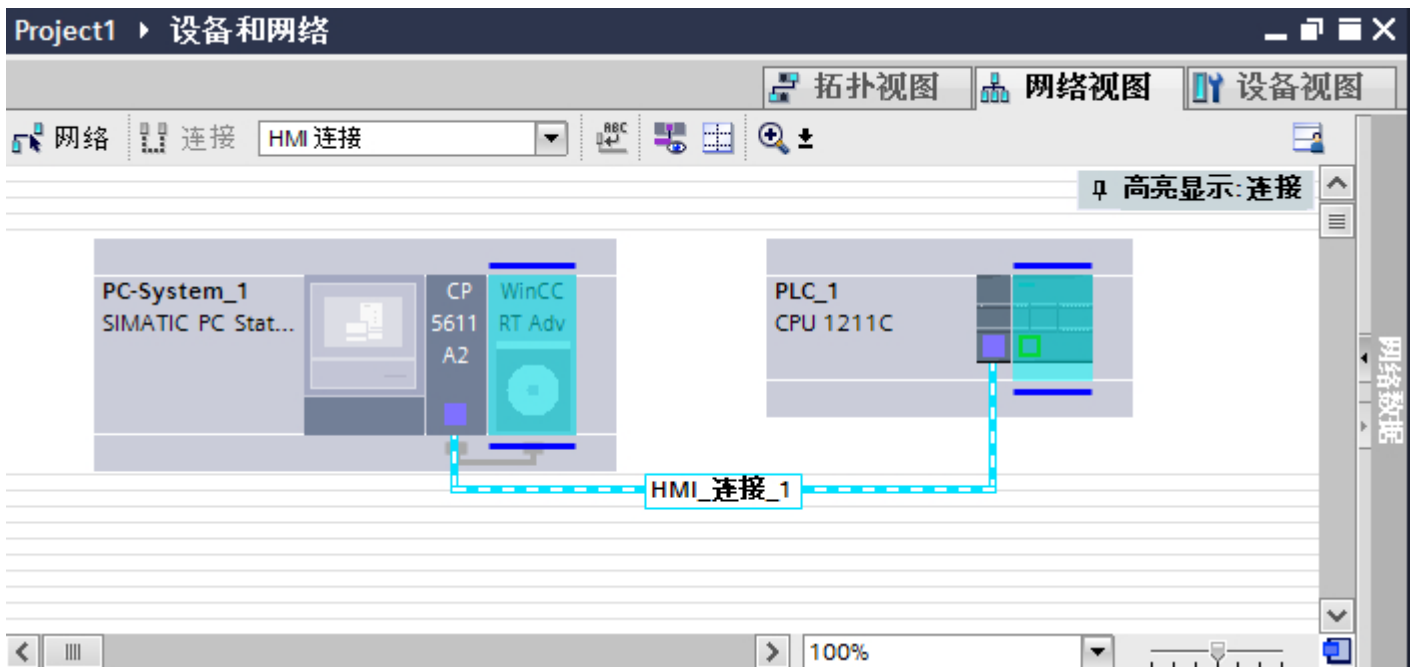 Project1 ▸ 设备和网络
拓扑视图 网络视图 设备视图
网络 连接 HMI 连接
高亮显示:连接
PC-System_1
SIMATIC PC Stat...
CP
5611
A2
WinCC
RT Adv
PLC_1
CPU 1211C
HMI_连接_1
网络数据
100%